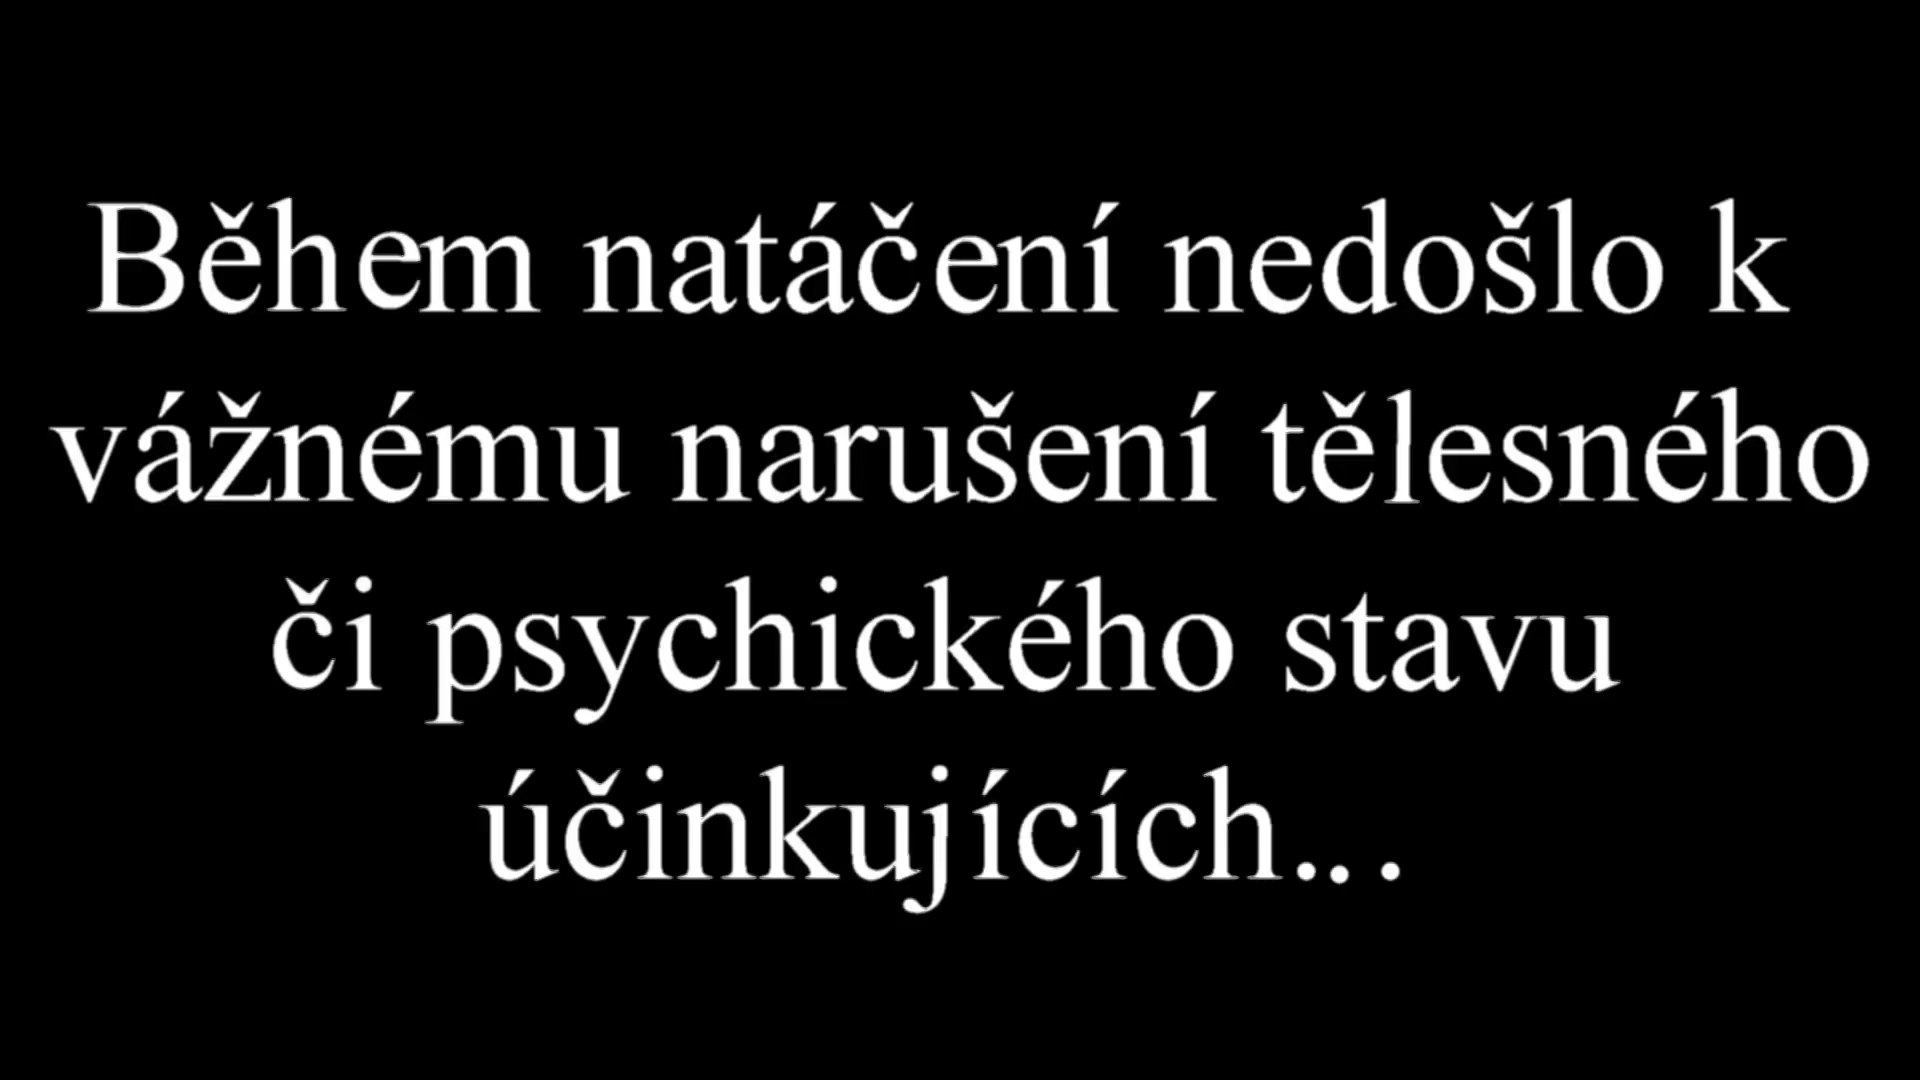 Během natáčení nedošlo k
vážnému narušení tělesného
či psychického stavu
účinkujících...